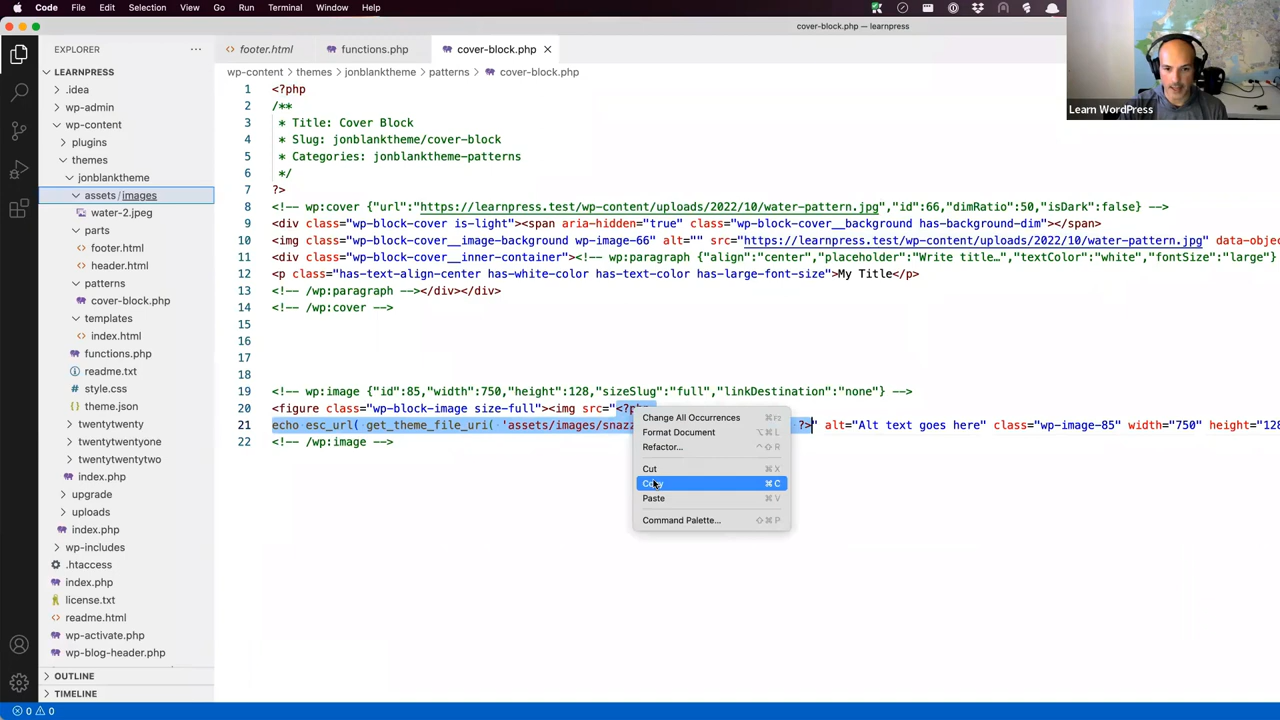 Code File Edit Selection View Go Run Terminal Window Help
cover-block.php — learnpress
EXPLORER
LEARNPRESS
.idea
wp-admin
wp-content
plugins
themes
jonblanktheme
assets/images
water-2.jpeg
parts
footer.html
header.html
patterns
cover-block.php
templates
index.html
functions.php
readme.txt
style.css
theme.json
twentytwenty
twentytwentyone
twentytwentytwo
index.php
upgrade
uploads
index.php
wp-includes
.htaccess
index.php
license.txt
readme.html
wp-activate.php
wp-blog-header.php
OUTLINE
TIMELINE
0 0
footer.html functions.php cover-block.php
wp-content > themes > jonblanktheme > patterns > cover-block.php
1 <?php
2 /**
3 * Title: Cover Block
4 * Slug: jonblanktheme/cover-block
5 * Categories: jonblanktheme-patterns
6 */
7 ?>
8 <!-- wp:cover {"url":"https://learnpress.test/wp-content/uploads/2022/10/water-pattern.jpg","id":66,"dimRatio":50,"isDark":false} -->
9 <div class="wp-block-cover is-light"><span aria-hidden="true" class="wp-block-cover__background has-background-dim"></span>
10 <img class="wp-block-cover__image-background wp-image-66" alt="" src="https://learnpress.test/wp-content/uploads/2022/10/water-pattern.jpg" data-objec
11 <div class="wp-block-cover__inner-container"><!-- wp:paragraph {"align":"center","placeholder":"Write title…","textColor":"white","fontSize":"large"}
12 <p class="has-text-align-center has-white-color has-text-color has-large-font-size">My Title</p>
13 <!-- /wp:paragraph --></div></div>
14 <!-- /wp:cover -->
15
16
17
18
19 <!-- wp:image {"id":85,"width":750,"height":128,"sizeSlug":"full","linkDestination":"none"} -->
20 <figure class="wp-block-image size-full"><img src="<?php
21 echo esc_url( get_theme_file_uri( 'assets/images/snazz ?>" alt="Alt text goes here" class="wp-image-85" width="750" height="128
22 <!-- /wp:image -->
Change All Occurrences ⌘F2
Format Document ⌥⌘L
Refactor... ^⇧R
Cut ⌘X
Copy ⌘C
Paste ⌘V
Command Palette... ⇧⌘P
Learn WordPress